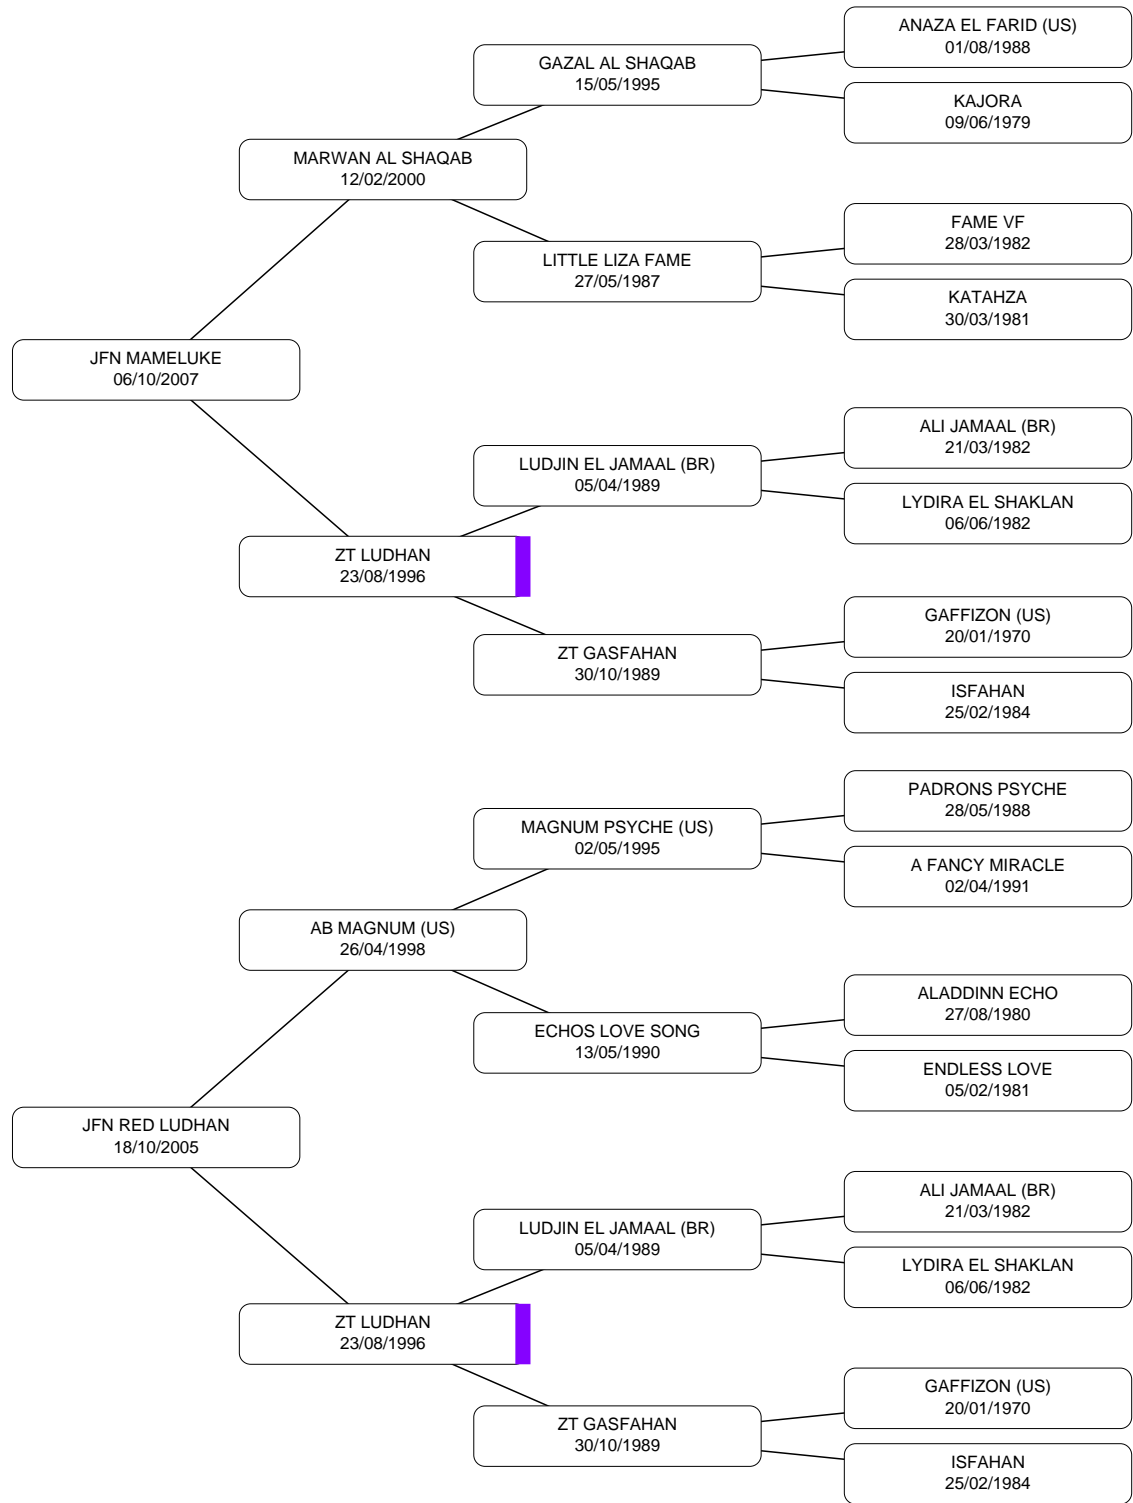 ANAZA EL FARID (US)
01/08/1988
GAZAL AL SHAQAB
15/05/1995
KAJORA
09/06/1979
MARWAN AL SHAQAB
12/02/2000
FAME VF
28/03/1982
LITTLE LIZA FAME
27/05/1987
KATAHZA
30/03/1981
JFN MAMELUKE
06/10/2007
ALI JAMAAL (BR)
21/03/1982
LUDJIN EL JAMAAL (BR)
05/04/1989
LYDIRA EL SHAKLAN
06/06/1982
ZT LUDHAN
23/08/1996
GAFFIZON (US)
20/01/1970
ZT GASFAHAN
30/10/1989
ISFAHAN
25/02/1984
PADRONS PSYCHE
28/05/1988
MAGNUM PSYCHE (US)
02/05/1995
A FANCY MIRACLE
02/04/1991
AB MAGNUM (US)
26/04/1998
ALADDINN ECHO
27/08/1980
ECHOS LOVE SONG
13/05/1990
ENDLESS LOVE
05/02/1981
JFN RED LUDHAN
18/10/2005
ALI JAMAAL (BR)
21/03/1982
LUDJIN EL JAMAAL (BR)
05/04/1989
LYDIRA EL SHAKLAN
06/06/1982
ZT LUDHAN
23/08/1996
GAFFIZON (US)
20/01/1970
ZT GASFAHAN
30/10/1989
ISFAHAN
25/02/1984